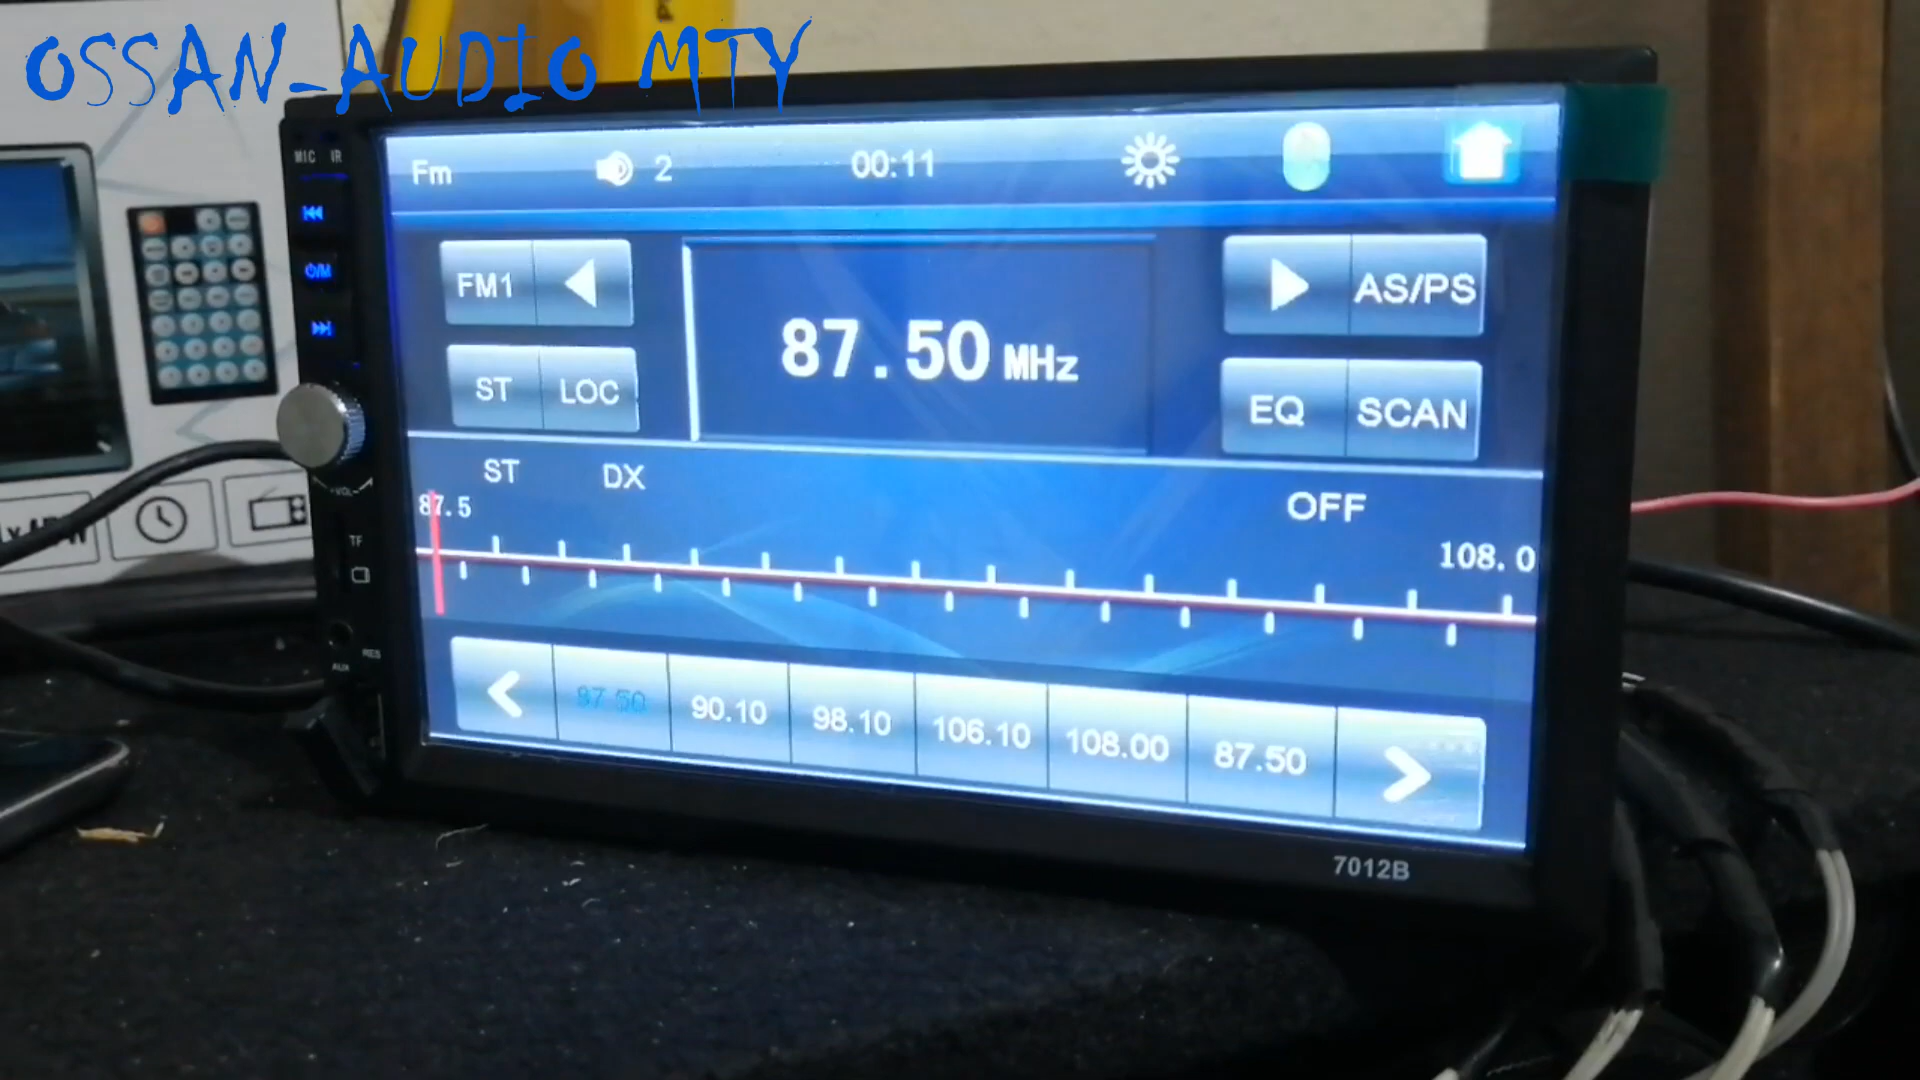 OSSAN-AUDIO MTY
MIC IR
Fm 2 00:11
FM1
AS/PS
87.50 MHz
ST LOC
EQ SCAN
ST DX
OFF
87.5
108.0
VOL
TF
RES
AUX
87.50 90.10 98.10 106.10 108.00 87.50
7012B